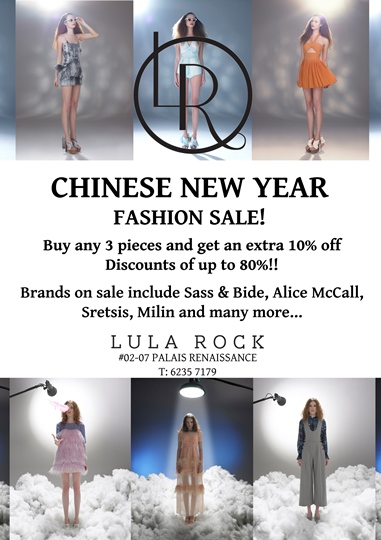 LR
CHINESE NEW YEAR
FASHION SALE!
Buy any 3 pieces and get an extra 10% off
Discounts of up to 80%!!
Brands on sale include Sass & Bide, Alice McCall,
Sretsis, Milin and many more...
LULA ROCK
#02-07 PALAIS RENAISSANCE
T: 6235 7179